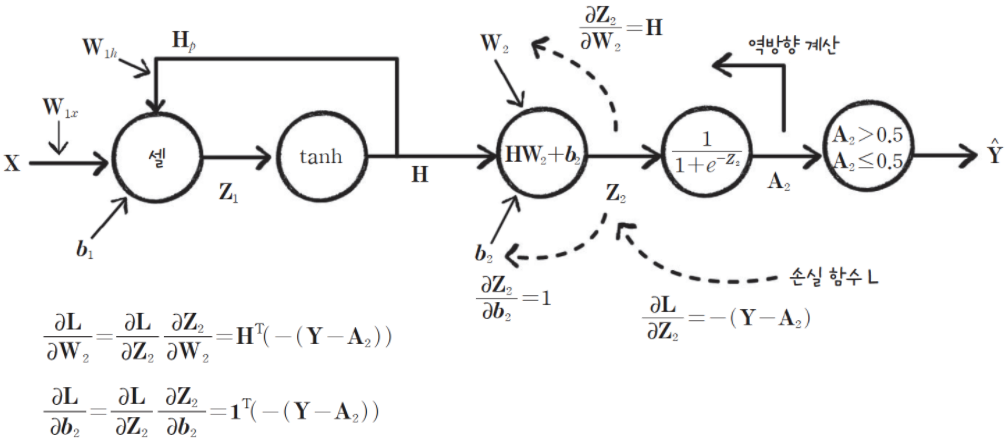 X
W₁ₓ
W₁ₕ
Hₚ
b₁
셀
Z₁
tanh
H
W₂
∂Z₂/∂W₂=H
HW₂+b₂
b₂
∂Z₂/∂b₂=1
Z₂
역방향 계산
1/(1+e^(-Z₂))
A₂
A₂>0.5
A₂≤0.5
Ŷ
손실 함수 L
∂L/∂Z₂=-(Y-A₂)
∂L/∂W₂=∂L/∂Z₂ ∂Z₂/∂W₂=Hᵀ(-(Y-A₂))
∂L/∂b₂=∂L/∂Z₂ ∂Z₂/∂b₂=1ᵀ(-(Y-A₂))